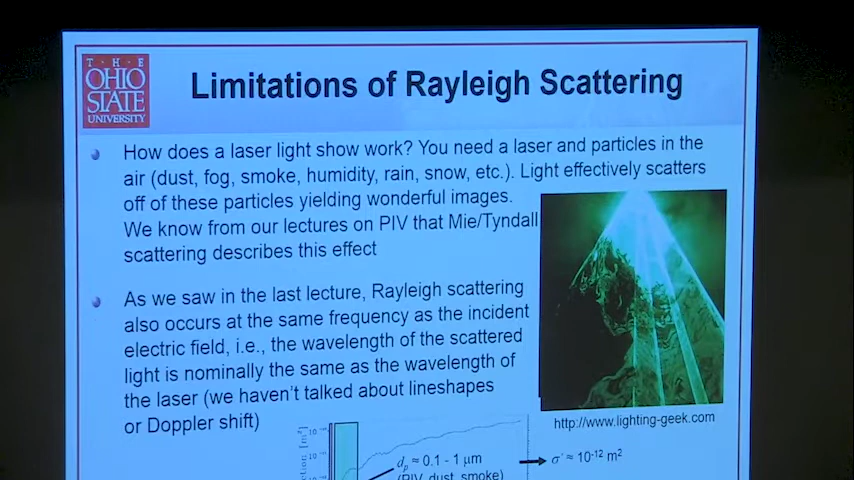 T · H · E
OHIO
STATE
UNIVERSITY
Limitations of Rayleigh Scattering
How does a laser light show work? You need a laser and particles in the
air (dust, fog, smoke, humidity, rain, snow, etc.). Light effectively scatters
off of these particles yielding wonderful images.
We know from our lectures on PIV that Mie/Tyndall
scattering describes this effect
As we saw in the last lecture, Rayleigh scattering
also occurs at the same frequency as the incident
electric field, i.e., the wavelength of the scattered
light is nominally the same as the wavelength of
the laser (we haven't talked about lineshapes
or Doppler shift)
http://www.lighting-geek.com
dp ≈ 0.1 - 1 μm
(PIV, dust, smoke)
σ' ≈ 10-12 m2